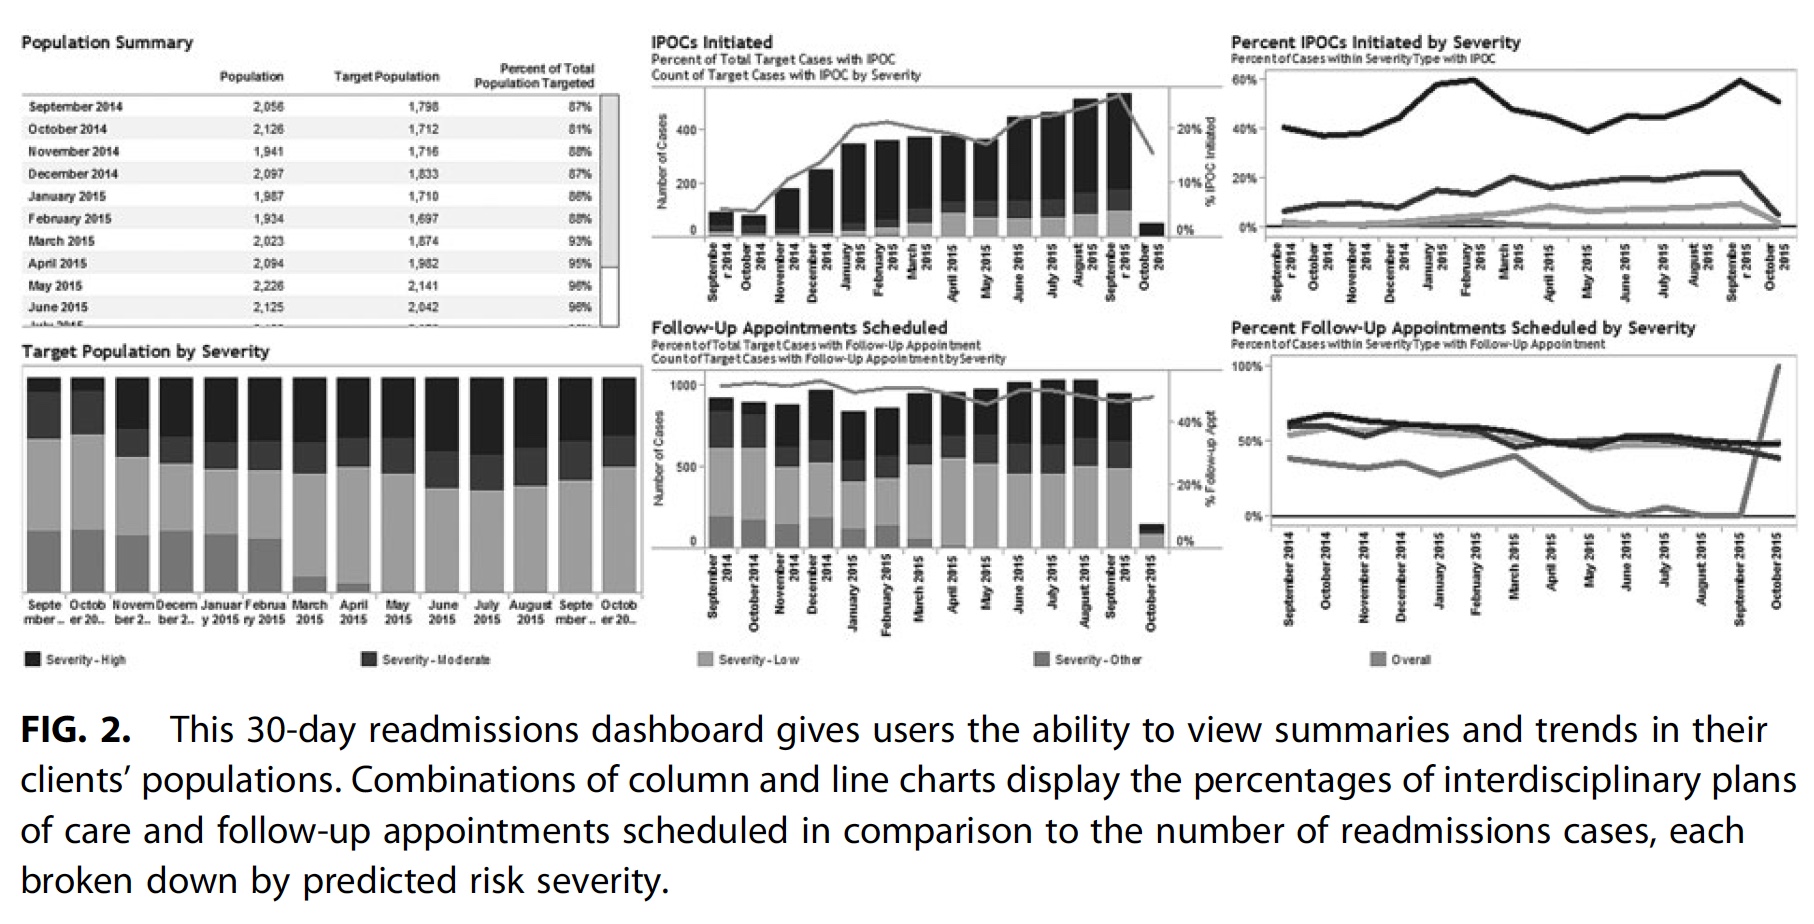 Population Summary
Population Target Population Percent of Total Population Targeted
September 2014 2,056 1,798 87%
October 2014 2,126 1,712 81%
November 2014 1,941 1,716 88%
December 2014 2,097 1,833 87%
January 2015 1,987 1,710 86%
February 2015 1,934 1,697 88%
March 2015 2,023 1,874 93%
April 2015 2,094 1,982 95%
May 2015 2,226 2,141 96%
June 2015 2,125 2,042 96%
July 2015
Target Population by Severity
Septe mber .. Octob er 20.. Novem ber 2.. Decem ber 2.. Januar y 2015 Februa ry 2015 March 2015 April 2015 May 2015 June 2015 July 2015 August 2015 Septe mber .. Octob er 20..
IPOCs Initiated
Percent of Total Target Cases with IPOC
Count of Target Cases with IPOC by Severity
Number of Cases
400
200
0
20%
10%
0%
% IPOC Initiated
Septembe r 2014 October 2014 November 2014 December 2014 January 2015 February 2015 March 2015 April 2015 May 2015 June 2015 July 2015 August 2015 Septembe r 2015 October 2015
Percent IPOCs Initiated by Severity
Percent of Cases within Severity Type with IPOC
60%
40%
20%
0%
Septembe r 2014 October 2014 November 2014 December 2014 January 2015 February 2015 March 2015 April 2015 May 2015 June 2015 July 2015 August 2015 Septembe r 2015 October 2015
Follow-Up Appointments Scheduled
Percent of Total Target Cases with Follow-Up Appointment
Count of Target Cases with Follow-Up Appointment by Severity
Number of Cases
1000
500
0
40%
20%
0%
% Follow-up Appt
September 2014 October 2014 November 2014 December 2014 January 2015 February 2015 March 2015 April 2015 May 2015 June 2015 July 2015 August 2015 September 2015 October 2015
Percent Follow-Up Appointments Scheduled by Severity
Percent of Cases within Severity Type with Follow-Up Appointment
100%
50%
0%
September 2014 October 2014 November 2014 December 2014 January 2015 February 2015 March 2015 April 2015 May 2015 June 2015 July 2015 August 2015 September 2015 October 2015
Severity - High Severity - Moderate Severity - Low Severity - Other Overall
FIG. 2. This 30-day readmissions dashboard gives users the ability to view summaries and trends in their
clients’ populations. Combinations of column and line charts display the percentages of interdisciplinary plans
of care and follow-up appointments scheduled in comparison to the number of readmissions cases, each
broken down by predicted risk severity.